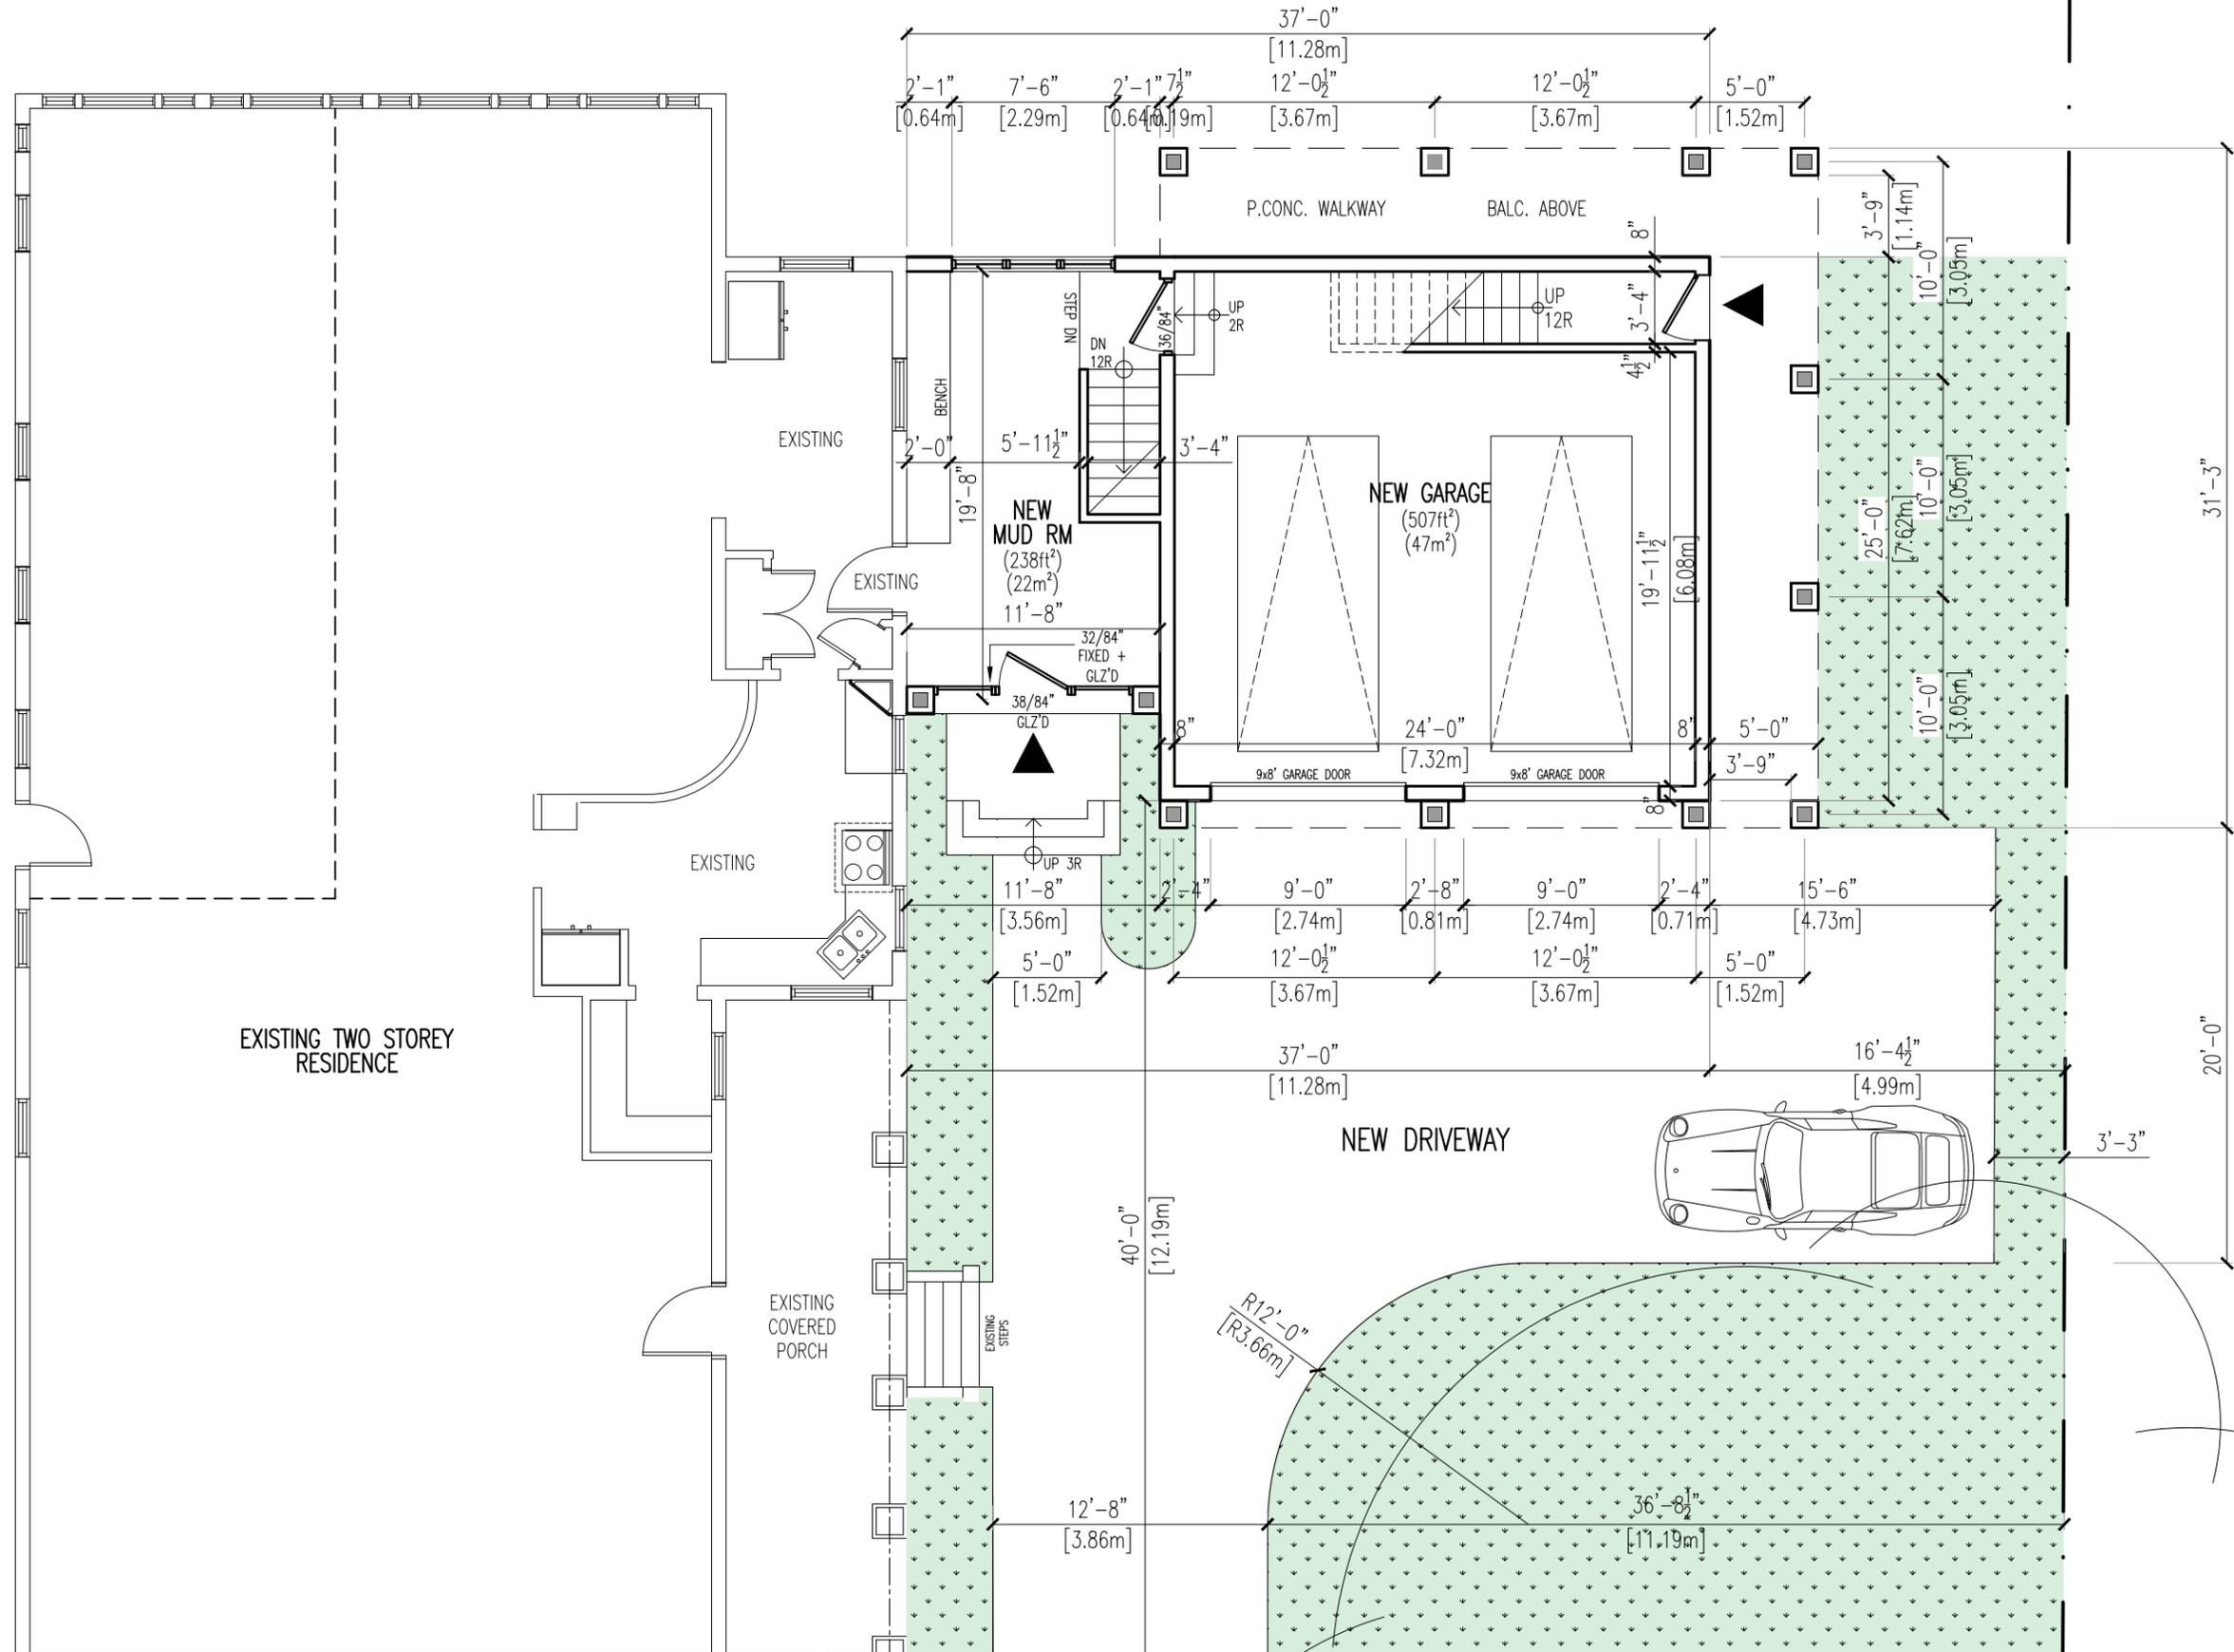 37'-0"
[11.28m]
2'-1" 7'-6" 2'-1" 7½" 12'-0½" 12'-0½" 5'-0"
[0.64m] [2.29m] [0.64m] [0.19m] [3.67m] [3.67m] [1.52m]
P.CONC. WALKWAY BALC. ABOVE
8"
3'-9"
[1.14m]
10'-0"
[3.05m]
STEP DN
36/84"
UP
2R
UP
12R
3'-4"
4½"
DN
12R
BENCH
EXISTING
2'-0" 5'-11½" 3'-4"
19'-8"
NEW
MUD RM
(238ft²)
(22m²)
11'-8"
NEW GARAGE
(507ft²)
(47m²)
19'-11½"
[6.08m]
25'-0"
[7.62m]
10'-0"
[3.05m]
31'-3"
EXISTING
32/84"
FIXED +
GLZ'D
38/84"
GLZ'D
10'-0"
[3.05m]
8" 24'-0" 8" 5'-0"
[7.32m]
9x8' GARAGE DOOR 9x8' GARAGE DOOR
3'-9"
8"
EXISTING
UP 3R
11'-8" 2'-4" 9'-0" 2'-8" 9'-0" 2'-4" 15'-6"
[3.56m] [2.74m] [0.81m] [2.74m] [0.71m] [4.73m]
5'-0" 12'-0½" 12'-0½" 5'-0"
[1.52m] [3.67m] [3.67m] [1.52m]
EXISTING TWO STOREY
RESIDENCE
37'-0" 16'-4½"
[11.28m] [4.99m]
20'-0"
NEW DRIVEWAY
3'-3"
40'-0"
[12.19m]
EXISTING
COVERED
PORCH
EXISTING
STEPS
R12'-0"
[R3.66m]
12'-8" 36'-8½"
[3.86m] [11.19m]